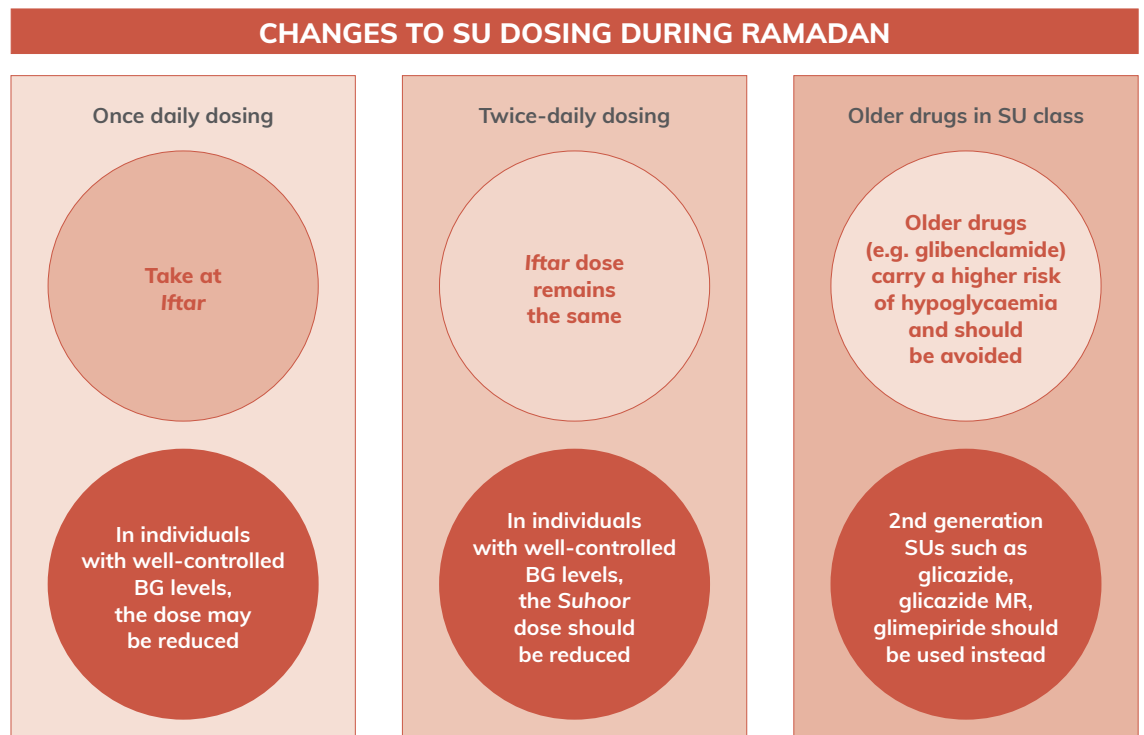 CHANGES TO SU DOSING DURING RAMADAN
Once daily dosing
Take at
Iftar
In individuals
with well-controlled
BG levels,
the dose may
be reduced
Twice-daily dosing
Iftar dose
remains
the same
In individuals
with well-controlled
BG levels,
the Suhoor
dose should
be reduced
Older drugs in SU class
Older drugs
(e.g. glibenclamide)
carry a higher risk
of hypoglycaemia
and should
be avoided
2nd generation
SUs such as
glicazide,
glicazide MR,
glimepiride should
be used instead